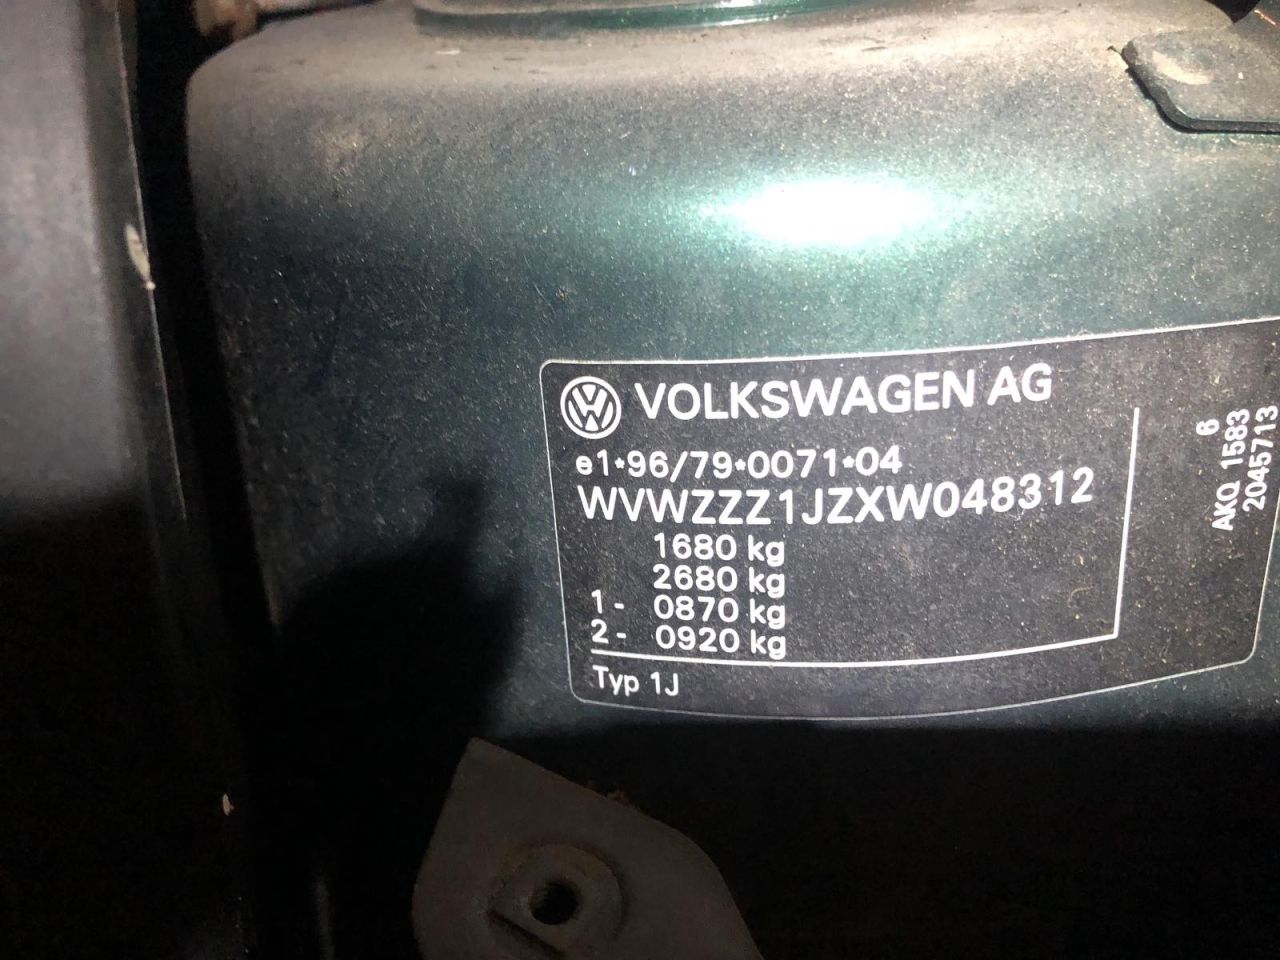 VOLKSWAGEN AG
e1*96/79*0071*04
WVWZZZ1JZXW048312
1680 kg
2680 kg
1- 0870 kg
2- 0920 kg
Typ 1J
6
AKQ 1583
2045713